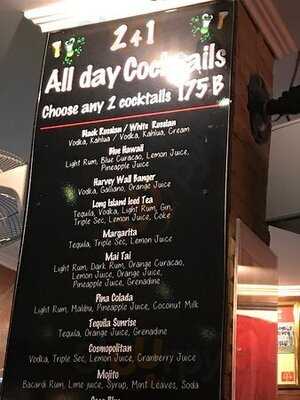 2 4 1
All day Cocktails
Choose any 2 cocktails 175 B
Black Russian / White Russian
Vodka, Kahlua / Vodka, Kahlua, Cream
Blue Hawaii
Light Rum, Blue Curacao, Lemon Juice,
Pineapple Juice
Harvey Wall Banger
Vodka, Galliano, Orange Juice
Long Island Iced Tea
Tequila, Vodka, Light Rum, Gin,
Triple Sec, Lemon Juice, Coke
Margarita
Tequila, Triple Sec, Lemon Juice
Mai Tai
Light Rum, Dark Rum, Orange Curacao,
Lemon Juice, Orange Juice,
Pineapple Juice, Grenadine
Pina Colada
Light Rum, Malibu, Pineapple Juice, Coconut Milk
Tequila Sunrise
Tequila, Orange Juice, Grenadine
Cosmopolitan
Vodka, Triple Sec, Lemon Juice, Cranberry Juice
Mojito
Bacardi Rum, Lime juice, Syrup, Mint Leaves, Soda